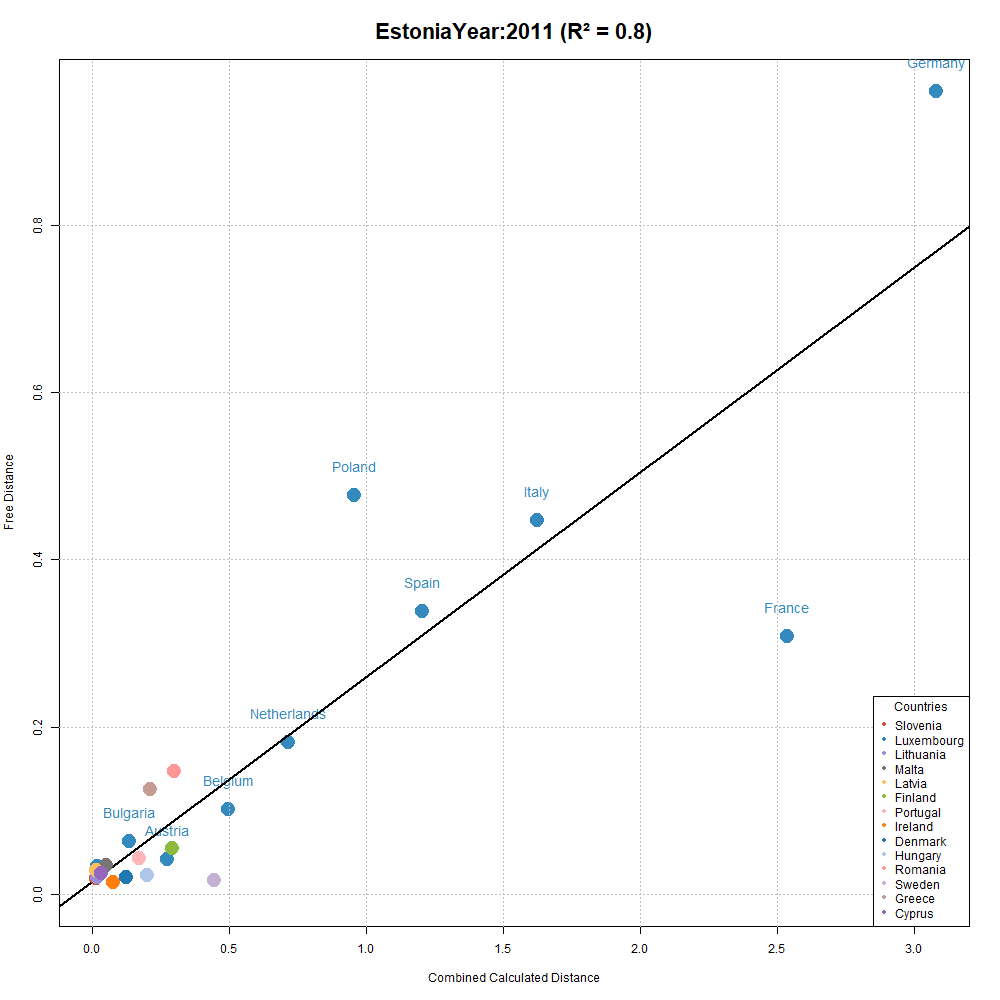 EstoniaYear:2011 (R² = 0.8)
Germany
0.8
0.6
Poland
Italy
Free Distance
0.4
Spain
France
0.2
Netherlands
Belgium
Bulgaria
Austria
0.0
Countries
Slovenia
Luxembourg
Lithuania
Malta
Latvia
Finland
Portugal
Ireland
Denmark
Hungary
Romania
Sweden
Greece
Cyprus
0.0 0.5 1.0 1.5 2.0 2.5 3.0
Combined Calculated Distance